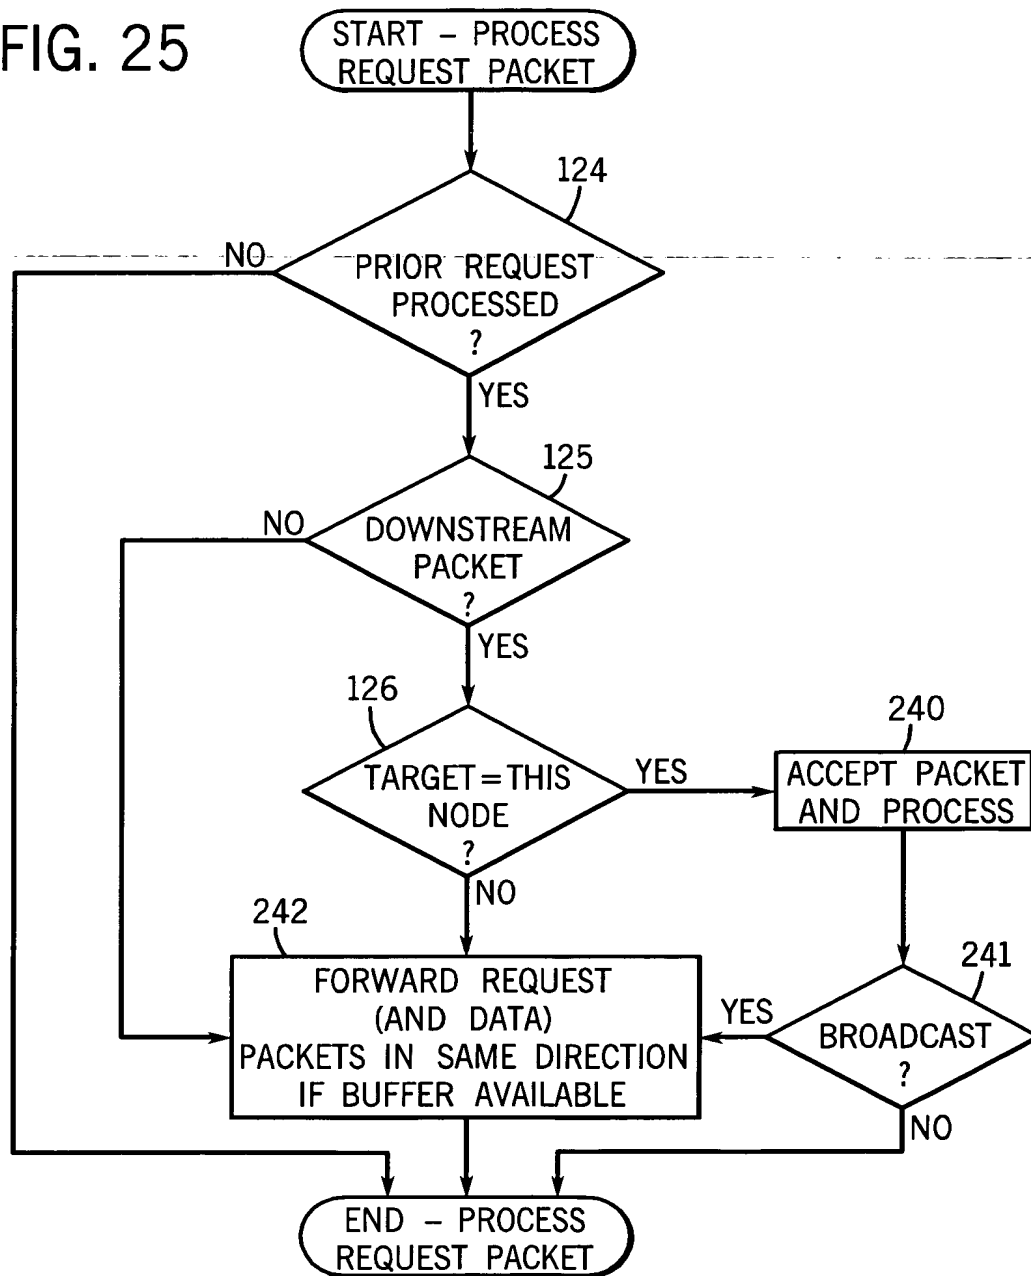 FIG. 25
START – PROCESS
REQUEST PACKET
124
NO
PRIOR REQUEST
PROCESSED
?
YES
125
NO
DOWNSTREAM
PACKET
?
YES
126
TARGET = THIS
NODE
?
YES
240
ACCEPT PACKET
AND PROCESS
NO
242
FORWARD REQUEST
(AND DATA)
PACKETS IN SAME DIRECTION
IF BUFFER AVAILABLE
241
YES
BROADCAST
?
NO
END – PROCESS
REQUEST PACKET